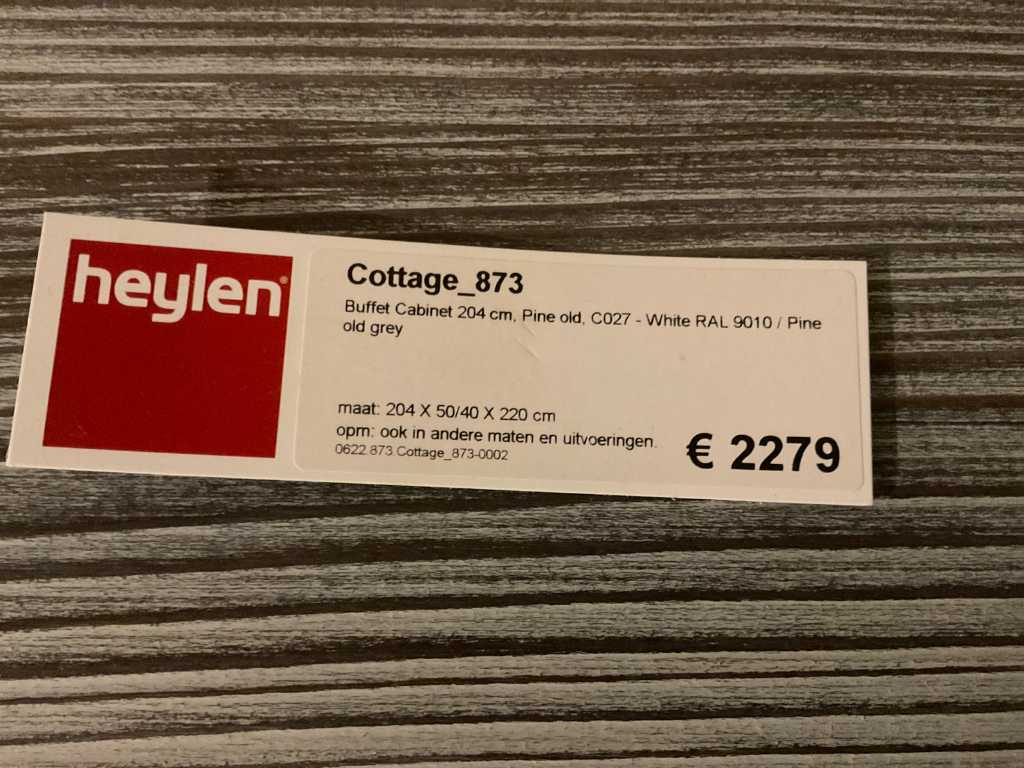 heylen®
Cottage_873
Buffet Cabinet 204 cm, Pine old, C027 - White RAL 9010 / Pine
old grey
maat: 204 X 50/40 X 220 cm
opm: ook in andere maten en uitvoeringen.
0622.873.Cottage_873-0002
€ 2279